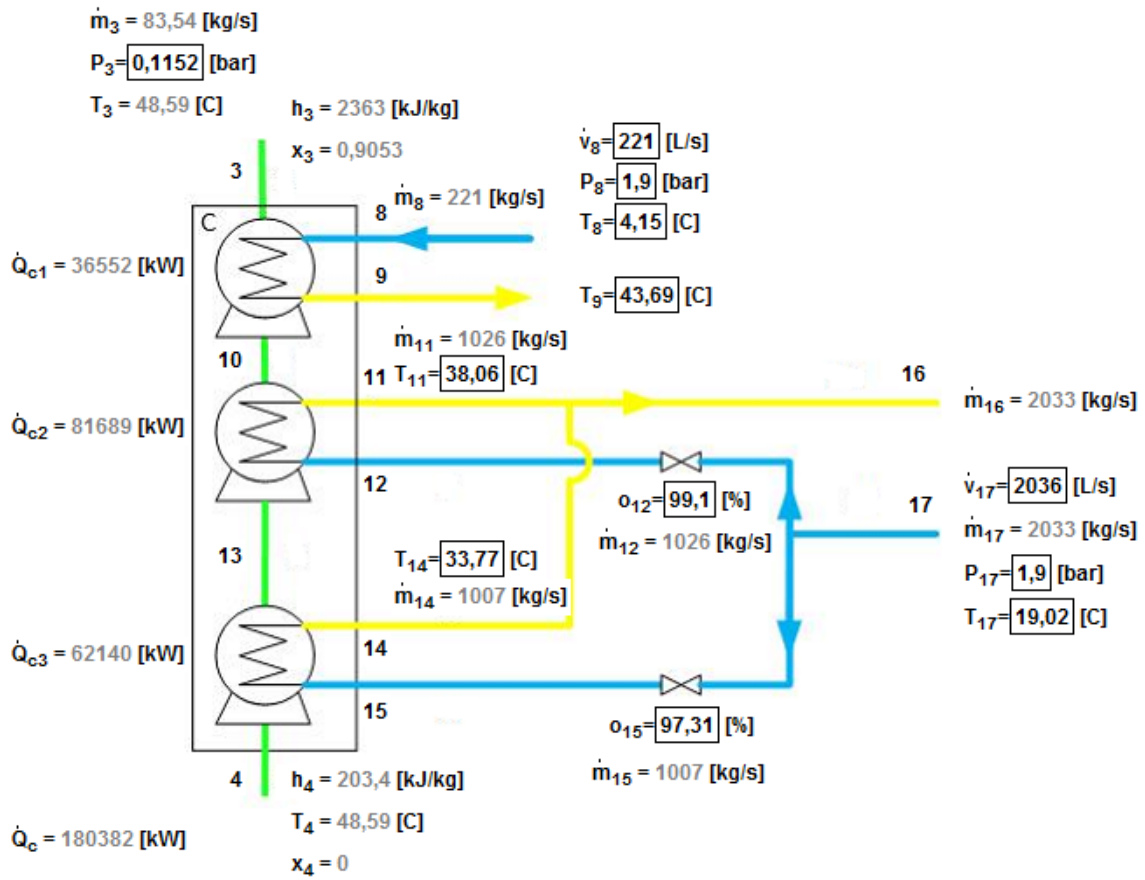 ṁ₃ = 83,54 [kg/s]
P₃= 0,1152 [bar]
T₃ = 48,59 [C]
h₃ = 2363 [kJ/kg]
x₃ = 0,9053
3
v̇₈= 221 [L/s]
P₈= 1,9 [bar]
T₈= 4,15 [C]
ṁ₈ = 221 [kg/s]
8
C
Q̇c1 = 36552 [kW]
9
T₉= 43,69 [C]
ṁ₁₁ = 1026 [kg/s]
10
11
T₁₁= 38,06 [C]
16
ṁ₁₆ = 2033 [kg/s]
Q̇c2 = 81689 [kW]
12
o₁₂= 99,1 [%]
ṁ₁₂ = 1026 [kg/s]
17
v̇₁₇= 2036 [L/s]
ṁ₁₇ = 2033 [kg/s]
P₁₇= 1,9 [bar]
T₁₇= 19,02 [C]
13
T₁₄= 33,77 [C]
ṁ₁₄ = 1007 [kg/s]
14
Q̇c3 = 62140 [kW]
15
o₁₅= 97,31 [%]
ṁ₁₅ = 1007 [kg/s]
4
h₄ = 203,4 [kJ/kg]
T₄ = 48,59 [C]
x₄ = 0
Q̇c = 180382 [kW]